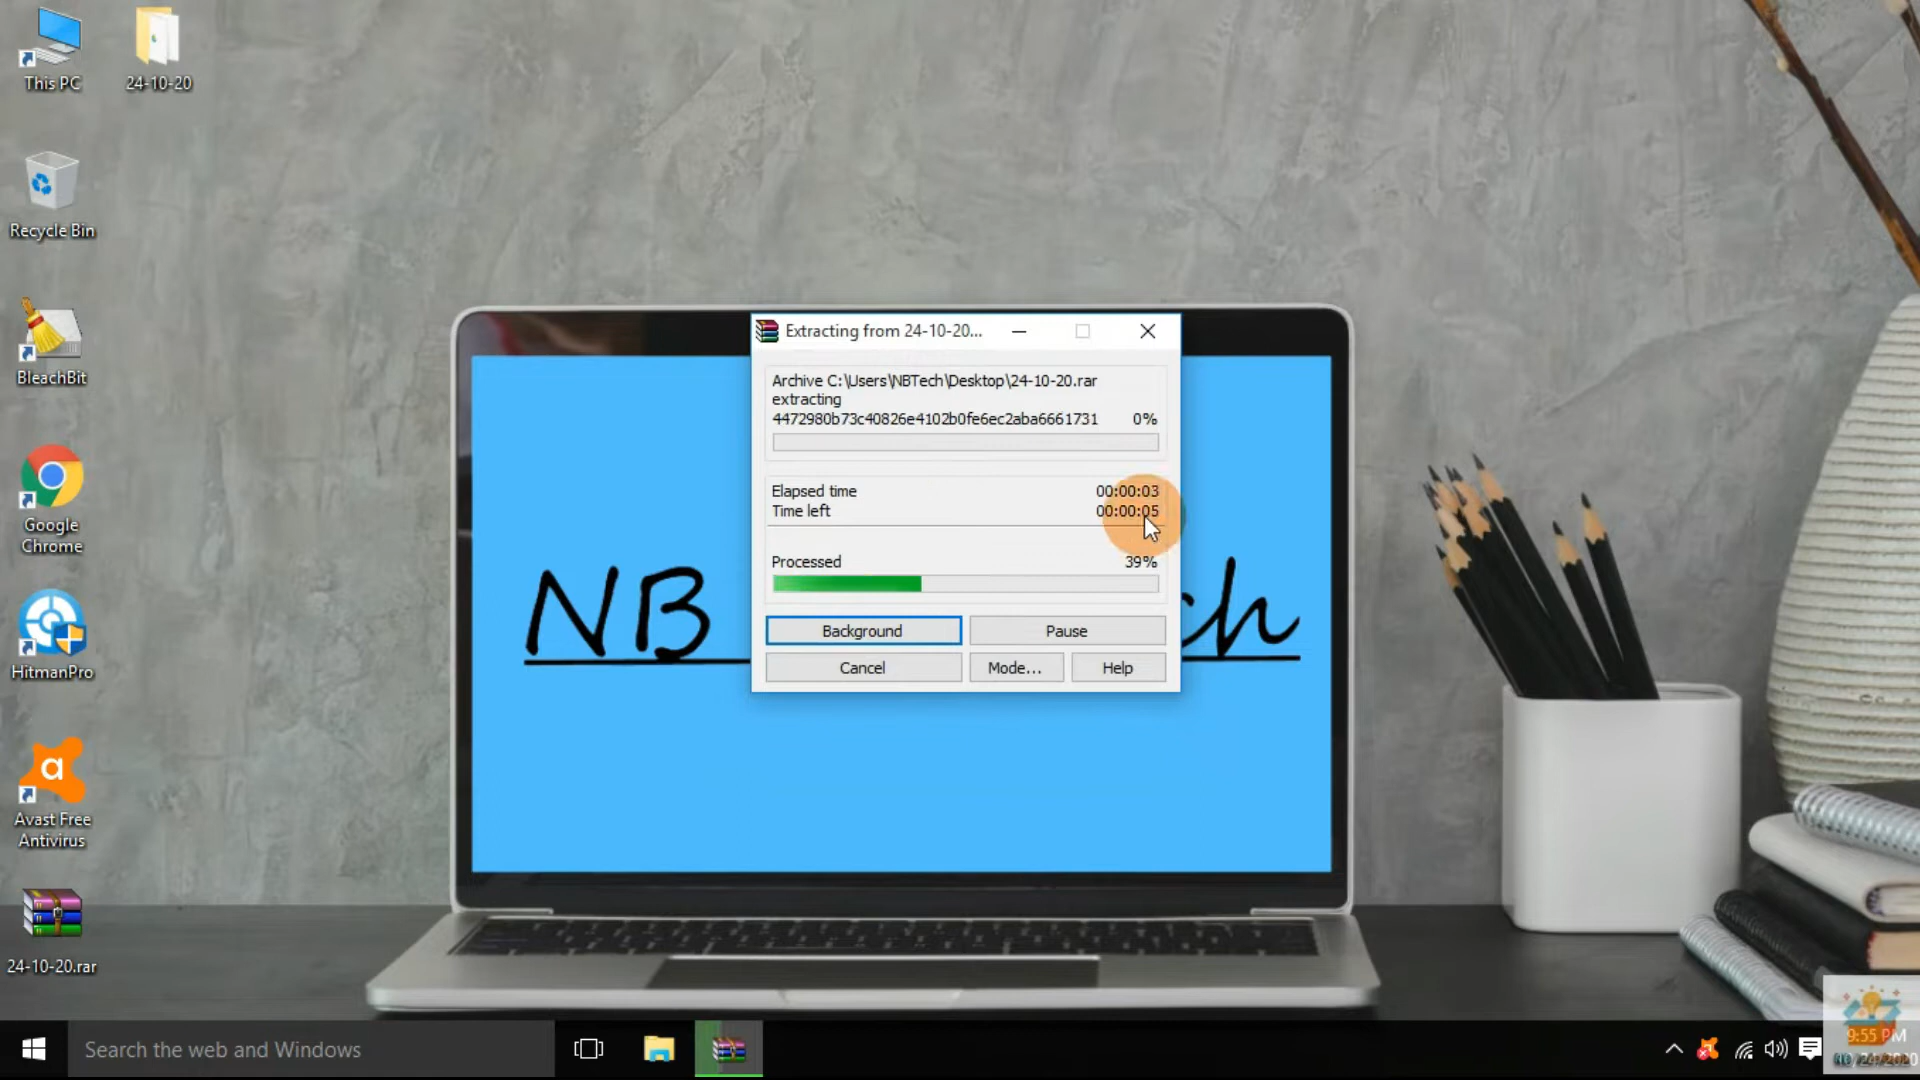 This PC
24-10-20
Recycle Bin
BleachBit
Google
Chrome
HitmanPro
Avast Free
Antivirus
24-10-20.rar
Extracting from 24-10-20...
Archive C:\Users\NBTech\Desktop\24-10-20.rar
extracting
4472980b73c40826e4102b0fe6ec2aba6661731 0%
Elapsed time 00:00:03
Time left 00:00:05
Processed 39%
Background Pause
Cancel Mode... Help
NB ch
Search the web and Windows
9:55 PM
10/24/2020